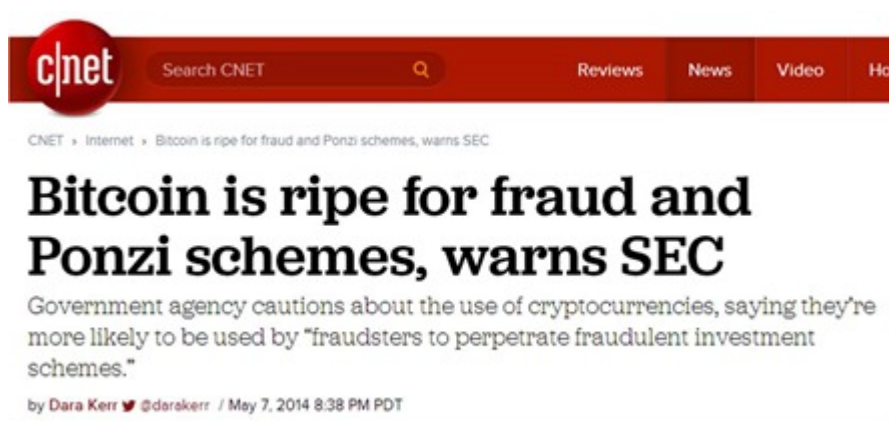 c|net Search CNET Reviews News Video Ho
CNET › Internet › Bitcoin is ripe for fraud and Ponzi schemes, warns SEC
Bitcoin is ripe for fraud and
Ponzi schemes, warns SEC
Government agency cautions about the use of cryptocurrencies, saying they're
more likely to be used by "fraudsters to perpetrate fraudulent investment
schemes."
by Dara Kerr @darakerr / May 7, 2014 8:38 PM PDT